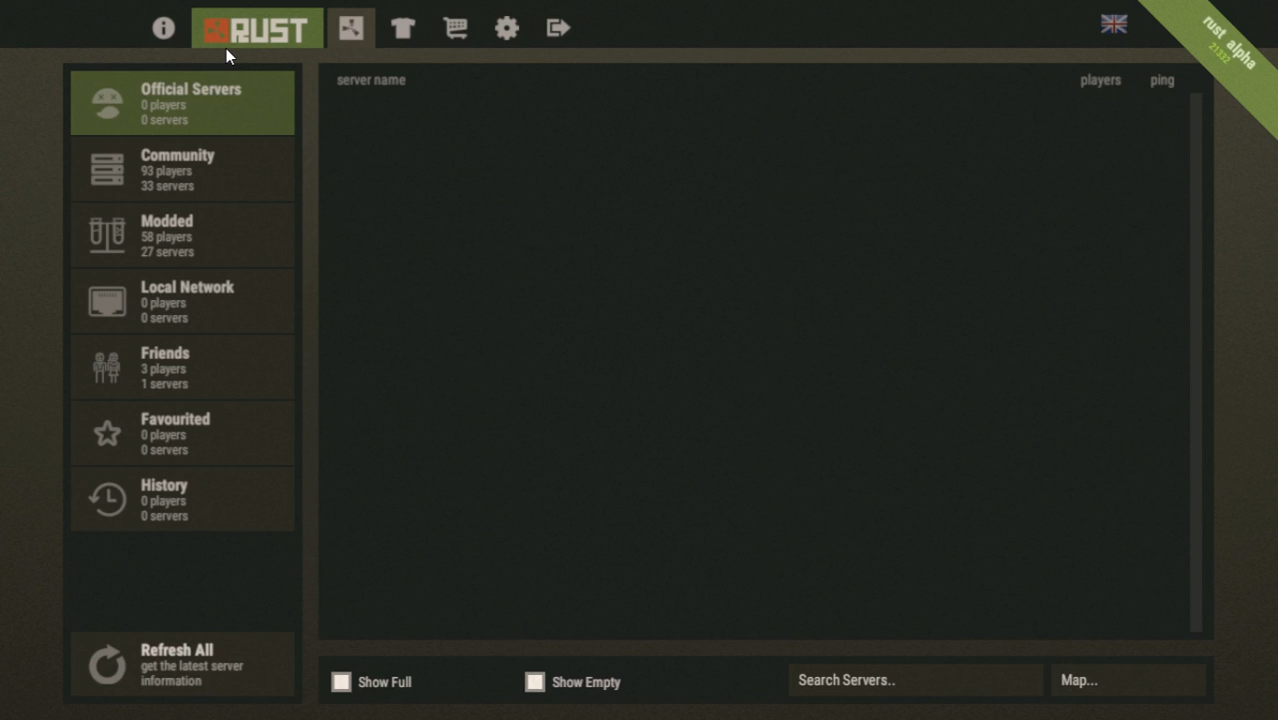 RUST
rust alpha
21332
server name
players
ping
Official Servers
0 players
0 servers
Community
93 players
33 servers
Modded
58 players
27 servers
Local Network
0 players
0 servers
Friends
3 players
1 servers
Favourited
0 players
0 servers
History
0 players
0 servers
Refresh All
get the latest server
information
Show Full
Show Empty
Search Servers..
Map...